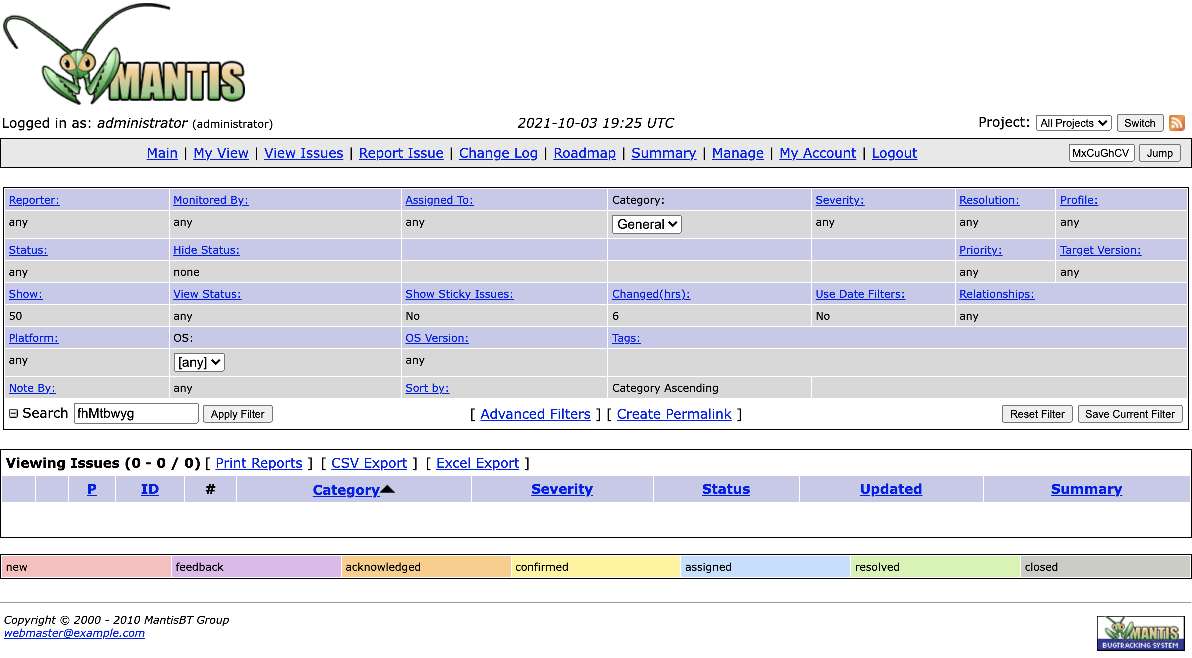 MANTIS
Logged in as: administrator (administrator) 2021-10-03 19:25 UTC Project: All Projects Switch
Main | My View | View Issues | Report Issue | Change Log | Roadmap | Summary | Manage | My Account | Logout MxCuGhCV Jump
Reporter: Monitored By: Assigned To: Category: Severity: Resolution: Profile:
any any any General any any any
Status: Hide Status: Priority: Target Version:
any none any any
Show: View Status: Show Sticky Issues: Changed(hrs): Use Date Filters: Relationships:
50 any No 6 No any
Platform: OS: OS Version: Tags:
any [any] any
Note By: any Sort by: Category Ascending
Search fhMtbwyg Apply Filter [ Advanced Filters ] [ Create Permalink ] Reset Filter Save Current Filter
Viewing Issues (0 - 0 / 0) [ Print Reports ] [ CSV Export ] [ Excel Export ]
P ID # Category Severity Status Updated Summary
new feedback acknowledged confirmed assigned resolved closed
Copyright © 2000 - 2010 MantisBT Group
webmaster@example.com
MANTIS
BUGTRACKING SYSTEM